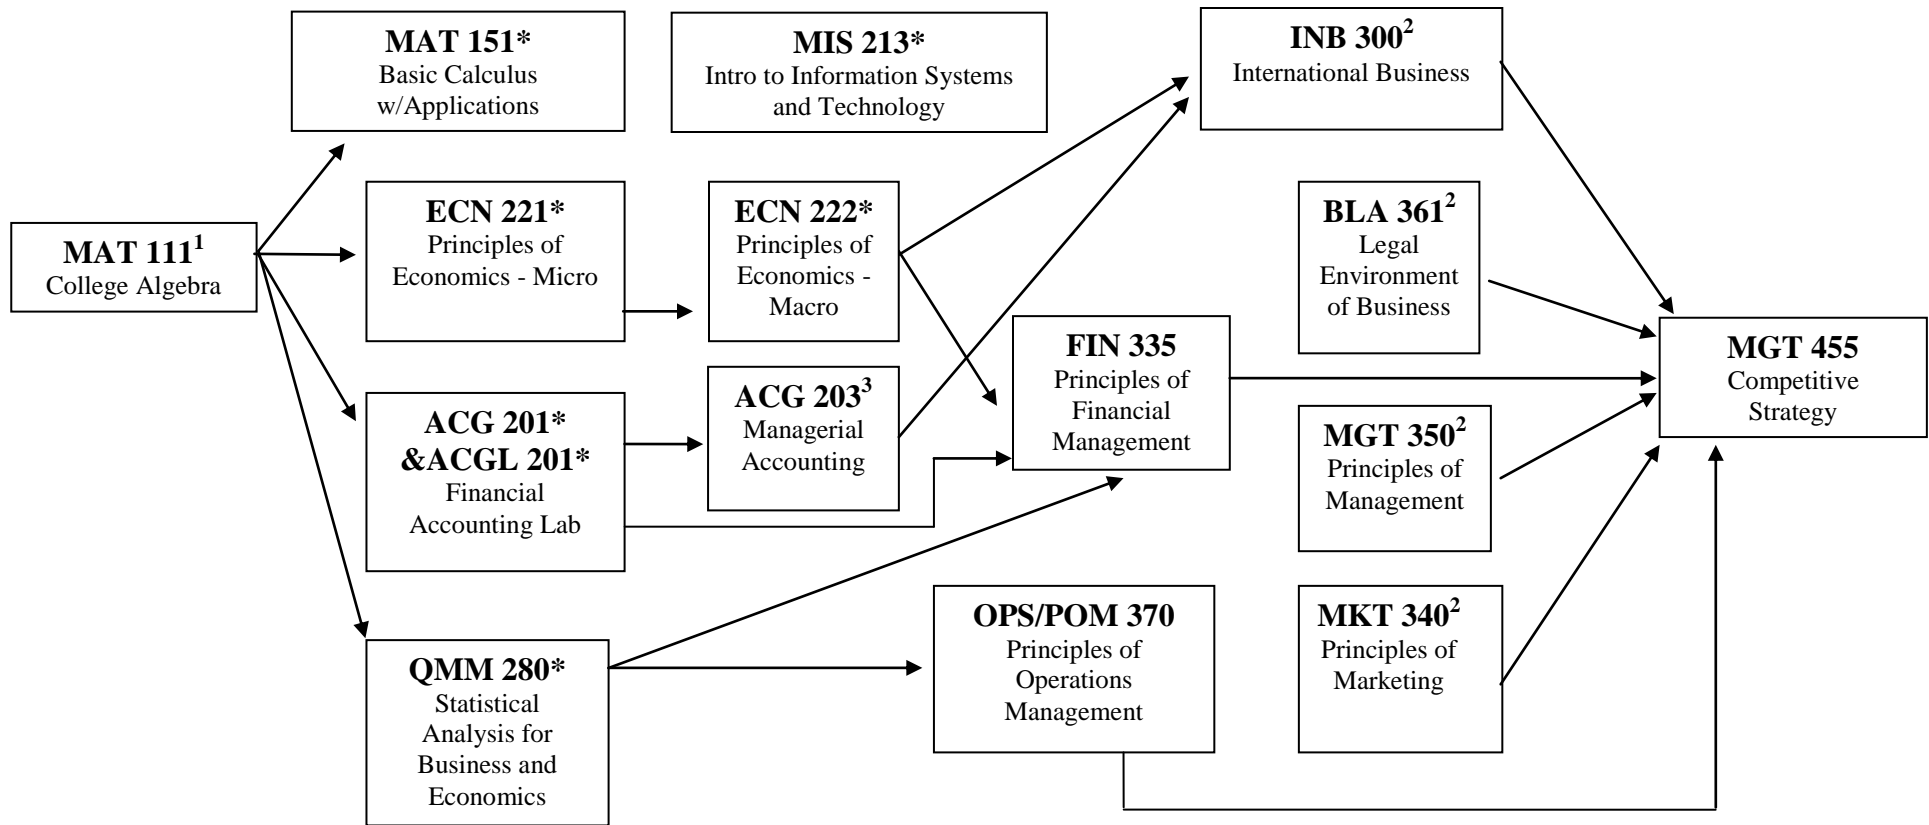 MAT 151*
Basic Calculus
w/Applications
MIS 213*
Intro to Information Systems
and Technology
INB 300²
International Business
MAT 111¹
College Algebra
ECN 221*
Principles of
Economics - Micro
ECN 222*
Principles of
Economics -
Macro
BLA 361²
Legal
Environment
of Business
FIN 335
Principles of
Financial
Management
MGT 455
Competitive
Strategy
ACG 201*
&ACGL 201*
Financial
Accounting Lab
ACG 203³
Managerial
Accounting
MGT 350²
Principles of
Management
QMM 280*
Statistical
Analysis for
Business and
Economics
OPS/POM 370
Principles of
Operations
Management
MKT 340²
Principles of
Marketing